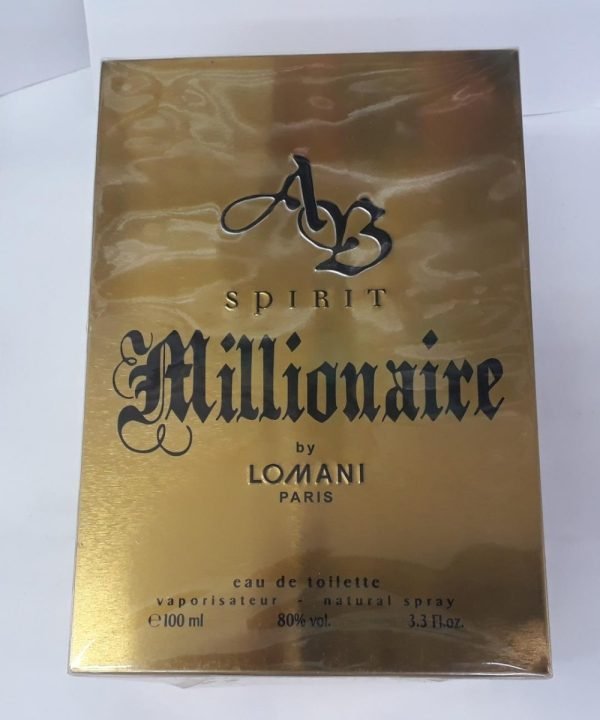 AB
SPIRIT
Millionaire
by
LOMANI
PARIS
eau de toilette
vaporisateur - natural spray
℮100 ml 80% vol. 3.3 Fl.oz.